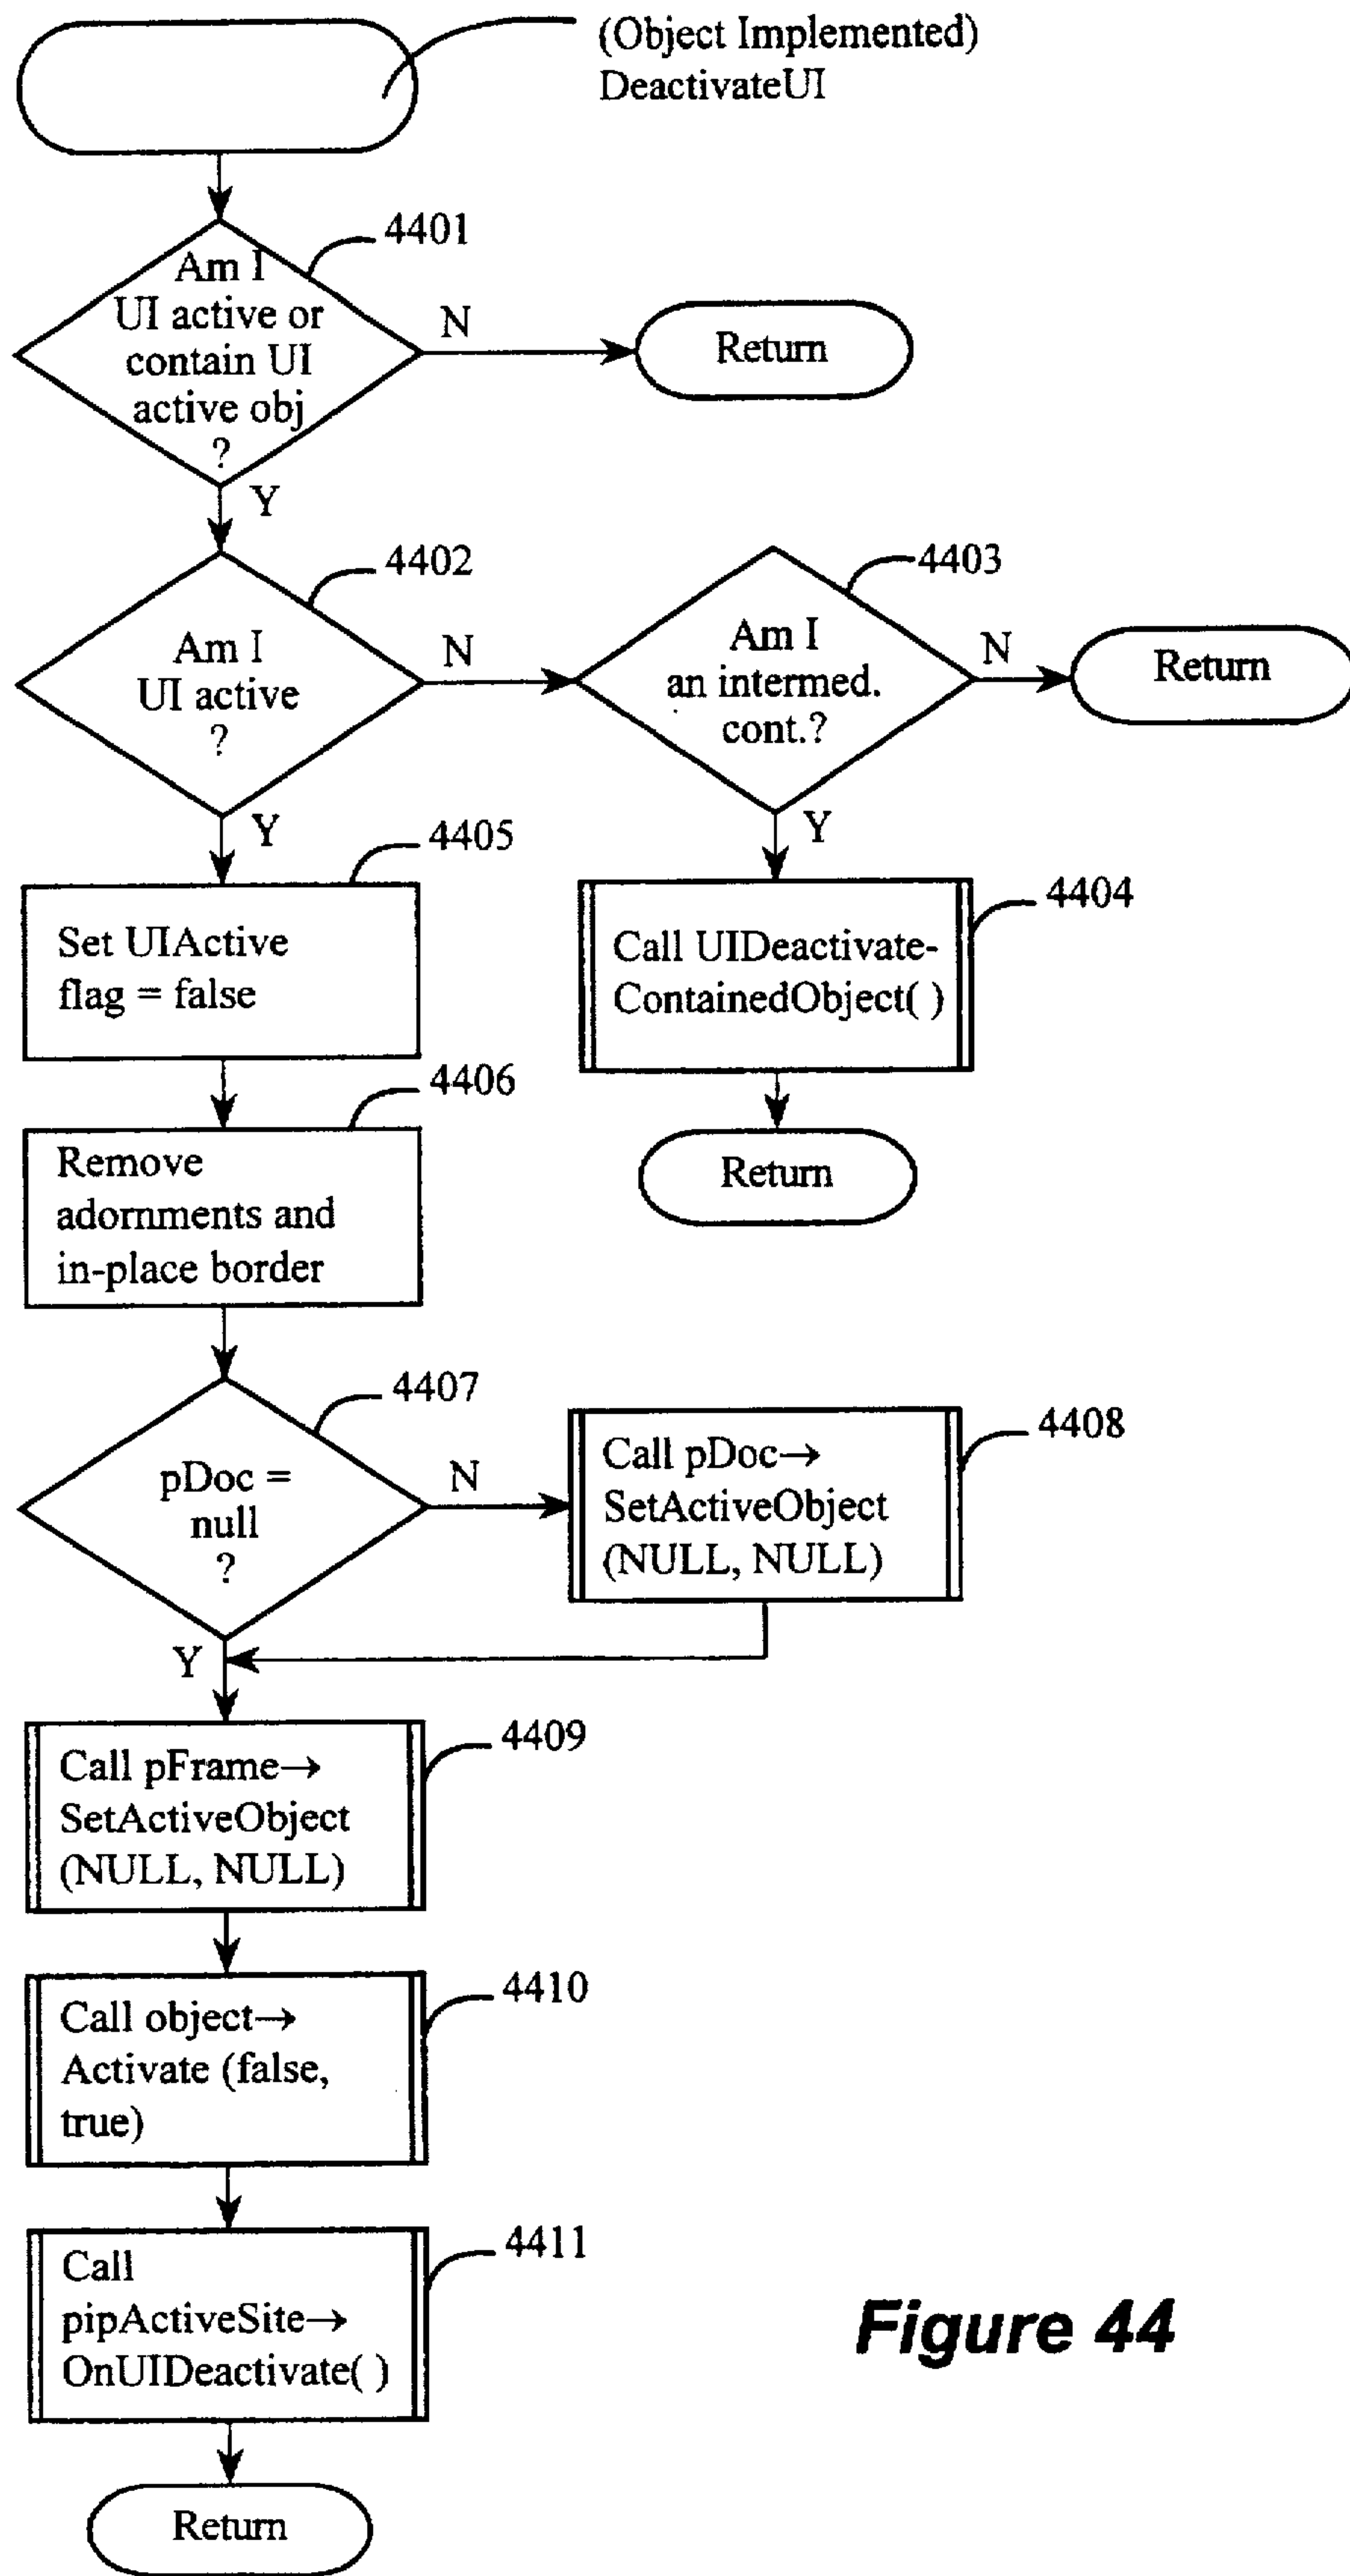 (Object Implemented)
DeactivateUI
4401
Am I
UI active or
contain UI
active obj
?
N
Return
Y
4402
Am I
UI active
?
N
4403
Am I
an intermed.
cont.?
N
Return
Y
Y
4405
Set UIActive
flag = false
4404
Call UIDeactivate-
ContainedObject( )
Return
4406
Remove
adornments and
in-place border
4407
pDoc =
null
?
N
4408
Call pDoc→
SetActiveObject
(NULL, NULL)
Y
4409
Call pFrame→
SetActiveObject
(NULL, NULL)
4410
Call object→
Activate (false,
true)
4411
Call
pipActiveSite→
OnUIDeactivate( )
Return
Figure 44